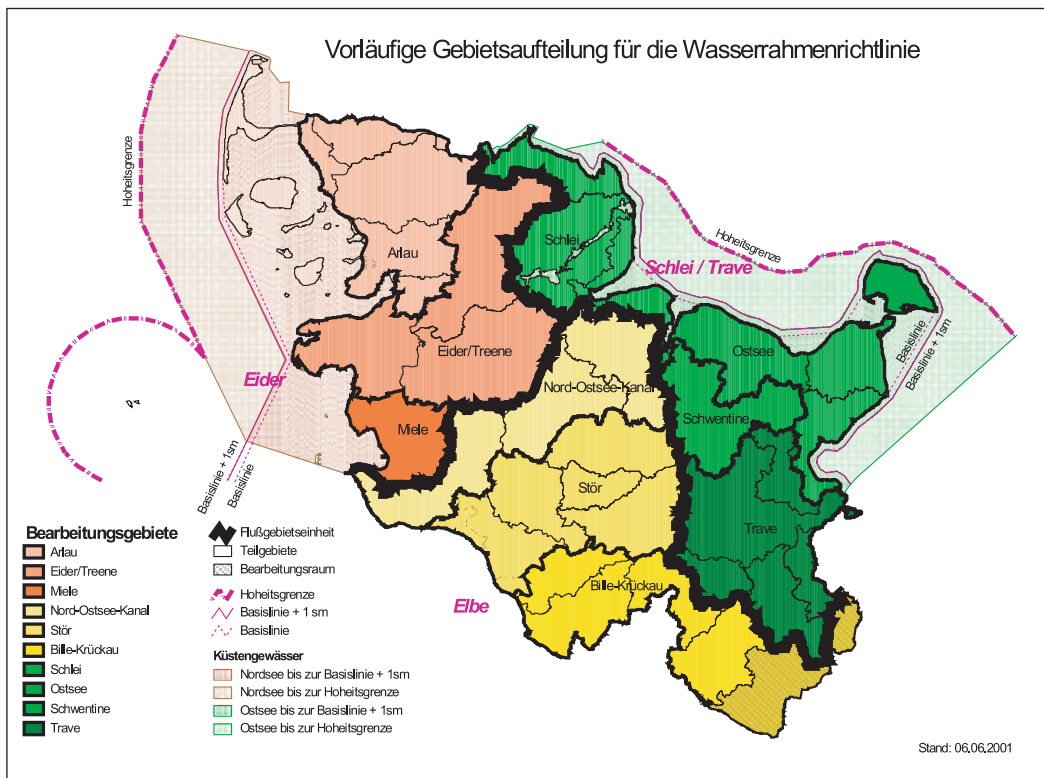 Vorläufige Gebietsaufteilung für die Wasserrahmenrichtlinie
Hoheitsgrenze
Hoheitsgrenze
Schlei
Schlei / Trave
Arlau
Basislinie
Basislinie + 1sm
Ostsee
Eider/Treene
Eider
Nord-Ostsee-Kanal
Schwentine
Miele
Basislinie + 1sm
Basislinie
Stör
Trave
Bille-Krückau
Elbe
Bearbeitungsgebiete
Arlau
Eider/Treene
Miele
Nord-Ostsee-Kanal
Stör
Bille-Krückau
Schlei
Ostsee
Schwentine
Trave
Flußgebietseinheit
Teilgebiete
Bearbeitungsraum
Hoheitsgrenze
Basislinie + 1 sm
Basislinie
Küstengewässer
Nordsee bis zur Basislinie + 1sm
Nordsee bis zur Hoheitsgrenze
Ostsee bis zur Basislinie + 1sm
Ostsee bis zur Hoheitsgrenze
Stand: 06.06.2001